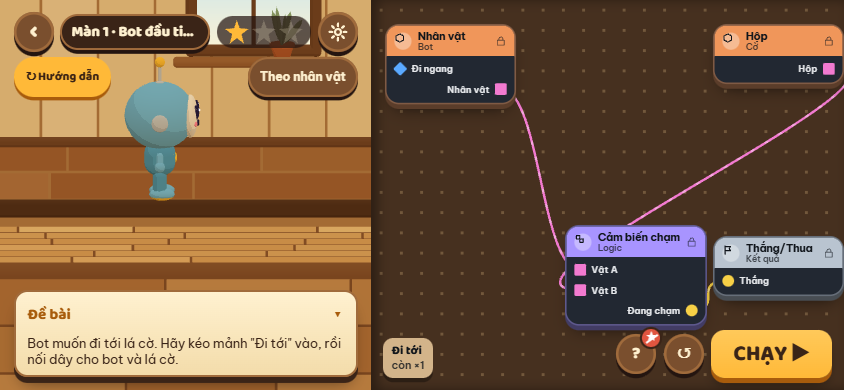 Màn 1 · Bot đầu ti...
Hướng dẫn
Theo nhân vật
Đề bài
Bot muốn đi tới lá cờ. Hãy kéo mảnh "Đi tới" vào, rồi
nối dây cho bot và lá cờ.
Nhân vật
Bot
Đi ngang
Nhân vật
Hộp
Cờ
Hộp
Cảm biến chạm
Logic
Vật A
Vật B
Đang chạm
Thắng/Thua
Kết quả
Thắng
Đi tới
còn ×1
?
CHẠY